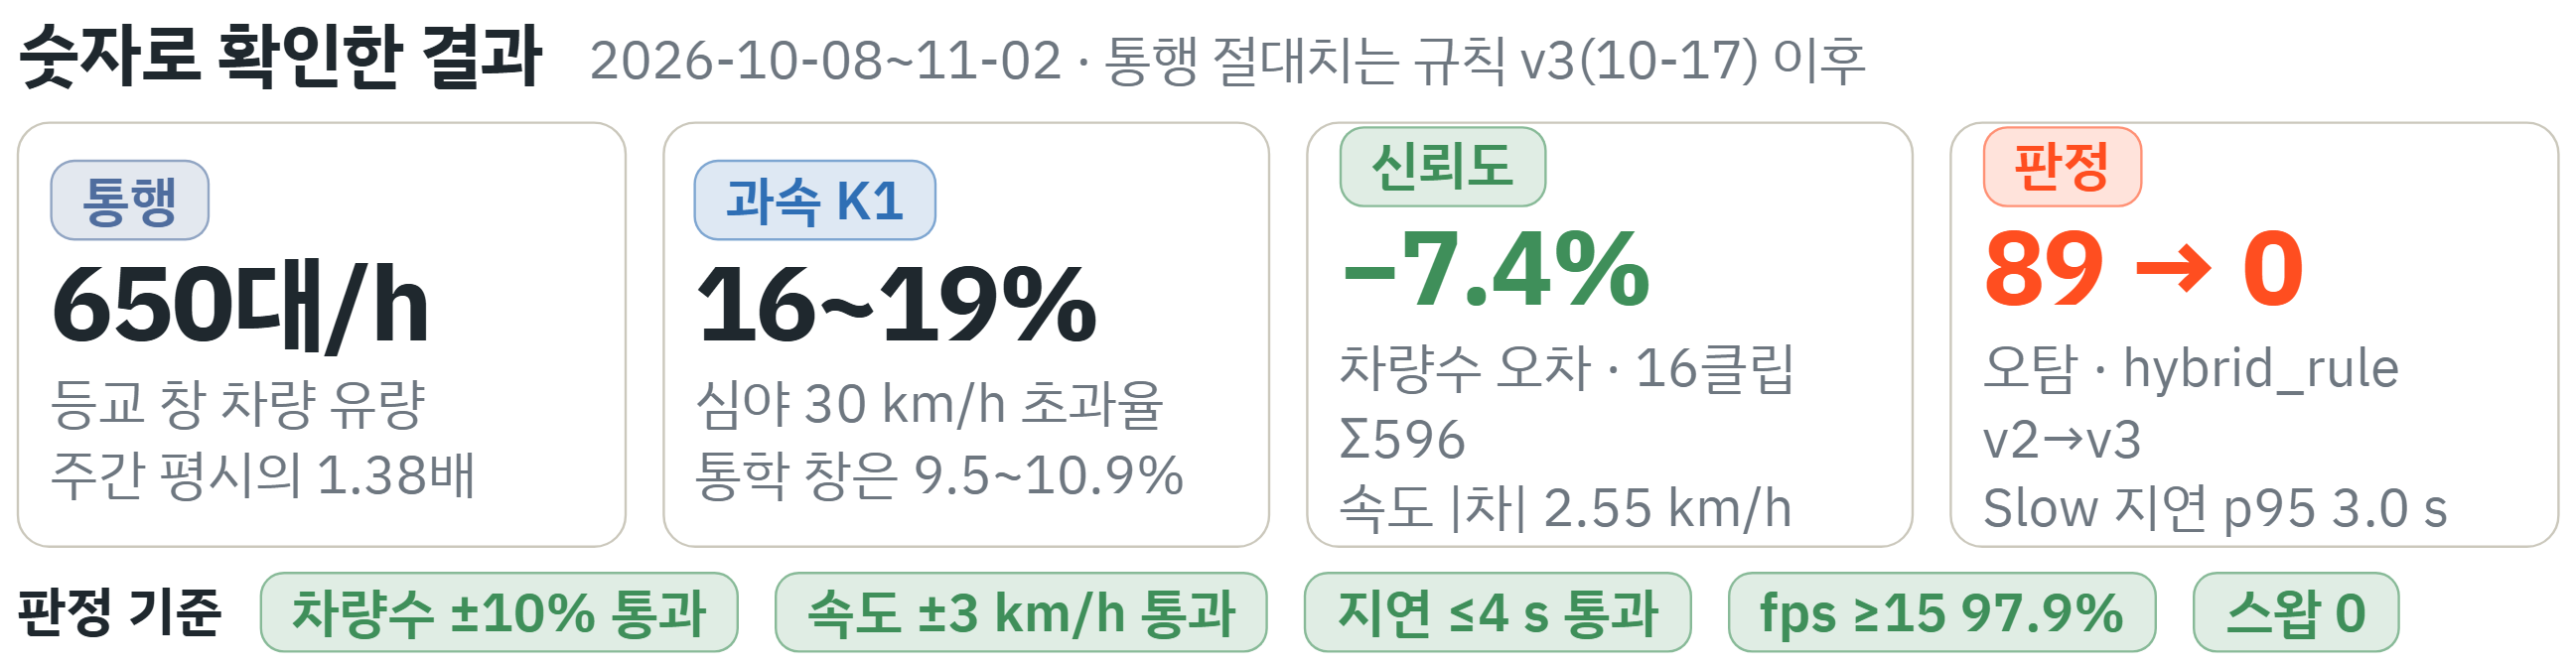 숫자로 확인한 결과 2026-10-08~11-02 · 통행 절대치는 규칙 v3(10-17) 이후
통행
650대/h
등교 창 차량 유량
주간 평시의 1.38배
과속 K1
16~19%
심야 30 km/h 초과율
통학 창은 9.5~10.9%
신뢰도
−7.4%
차량수 오차 · 16클립
Σ596
속도 |차| 2.55 km/h
판정
89 → 0
오탐 · hybrid_rule
v2→v3
Slow 지연 p95 3.0 s
판정 기준 차량수 ±10% 통과 속도 ±3 km/h 통과 지연 ≤4 s 통과 fps ≥15 97.9% 스왑 0